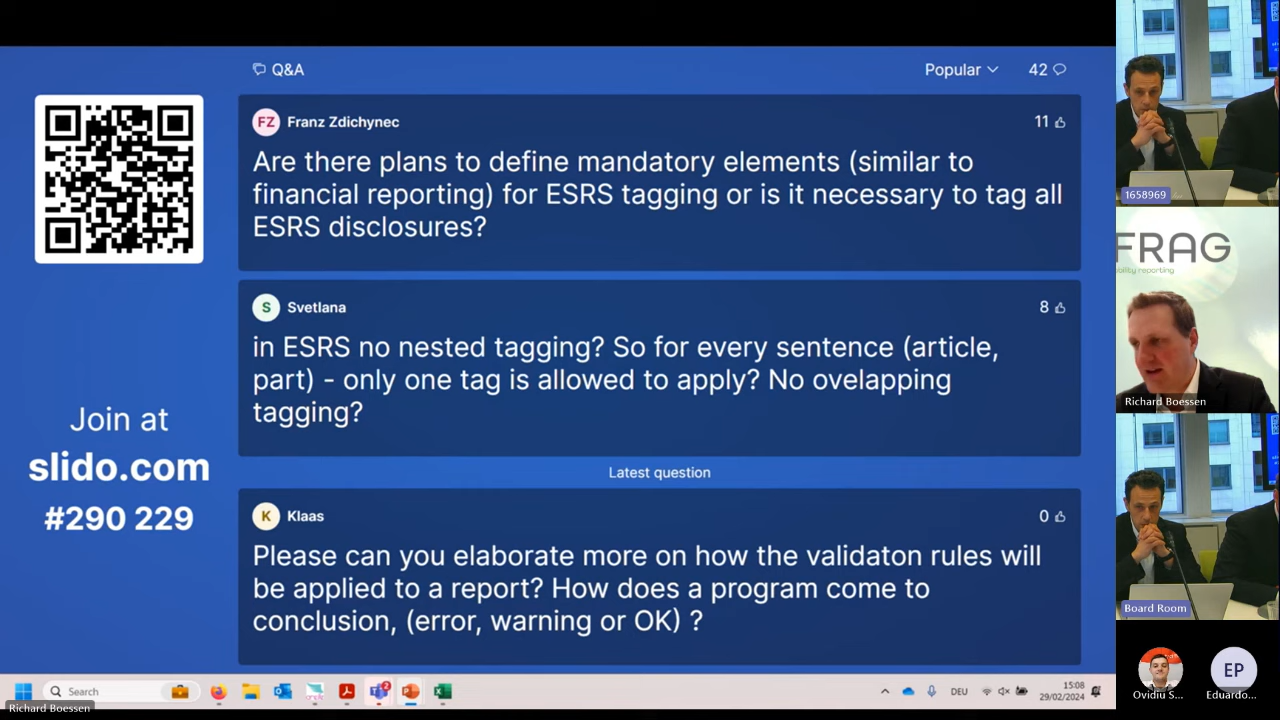 Q&A
Popular
42
FZ
Franz Zdichynec
11
Are there plans to define mandatory elements (similar to
financial reporting) for ESRS tagging or is it necessary to tag all
ESRS disclosures?
S
Svetlana
8
in ESRS no nested tagging? So for every sentence (article,
part) - only one tag is allowed to apply? No ovelapping
tagging?
Latest question
K
Klaas
0
Please can you elaborate more on how the validaton rules will
be applied to a report? How does a program come to
conclusion, (error, warning or OK) ?
Join at
slido.com
#290 229
Search
2
DEU
15:08
29/02/2024
Richard Boessen
1658969
FRAG
bility reporting
Richard Boessen
Board Room
EP
Ovidiu S...
Eduardo...